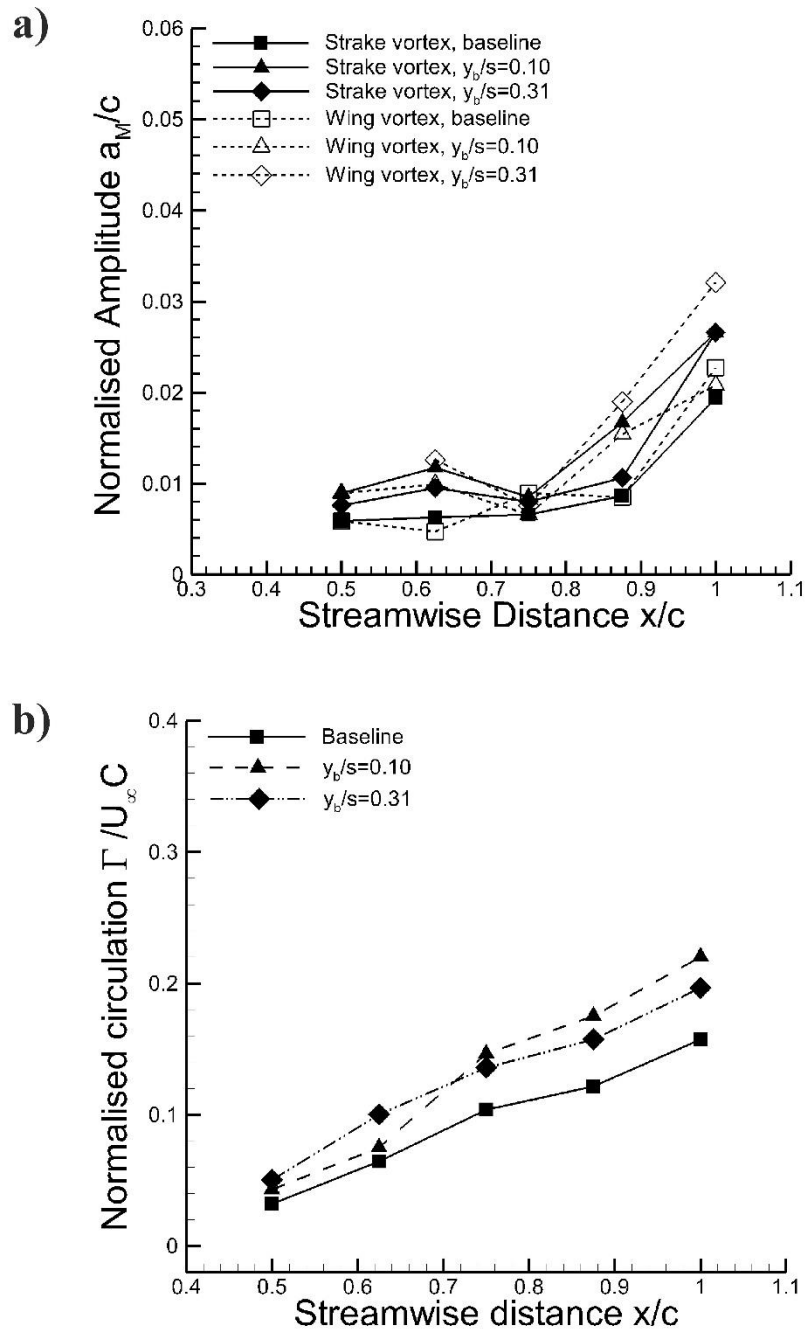 a)
Normalised Amplitude a_M/c
0.06
0.05
0.04
0.03
0.02
0.01
0
Strake vortex, baseline
Strake vortex, y_b/s=0.10
Strake vortex, y_b/s=0.31
Wing vortex, baseline
Wing vortex, y_b/s=0.10
Wing vortex, y_b/s=0.31
0.3 0.4 0.5 0.6 0.7 0.8 0.9 1 1.1
Streamwise Distance x/c
b)
Normalised circulation Γ /U_∞C
0.4
0.3
0.2
0.1
0
Baseline
y_b/s=0.10
y_b/s=0.31
0.4 0.5 0.6 0.7 0.8 0.9 1 1.1
Streamwise distance x/c